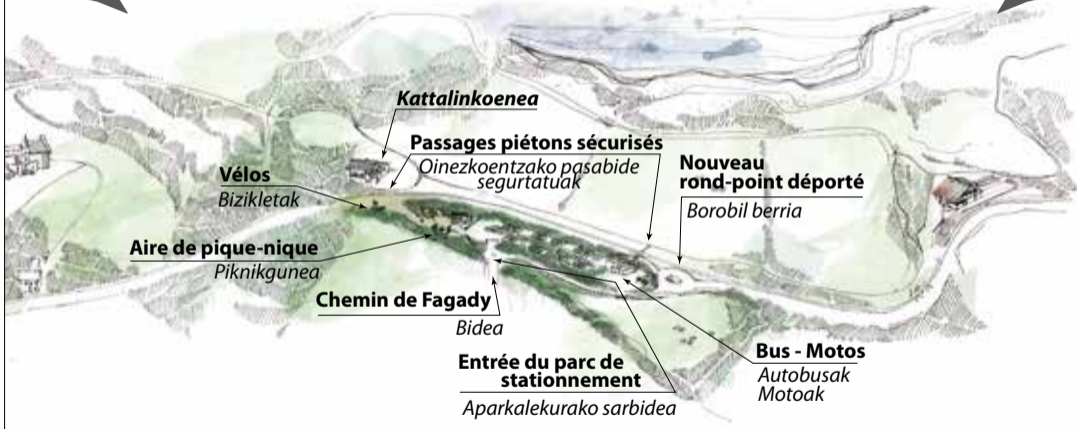 Kattalinkoenea
Passages piétons sécurisés
Oinezkoentzako pasabide
segurtatuak
Nouveau
rond-point déporté
Borobil berria
Vélos
Bizikletak
Aire de pique-nique
Piknikgunea
Chemin de Fagady
Bidea
Entrée du parc de
stationnement
Aparkalekurako sarbidea
Bus - Motos
Autobusak
Motoak